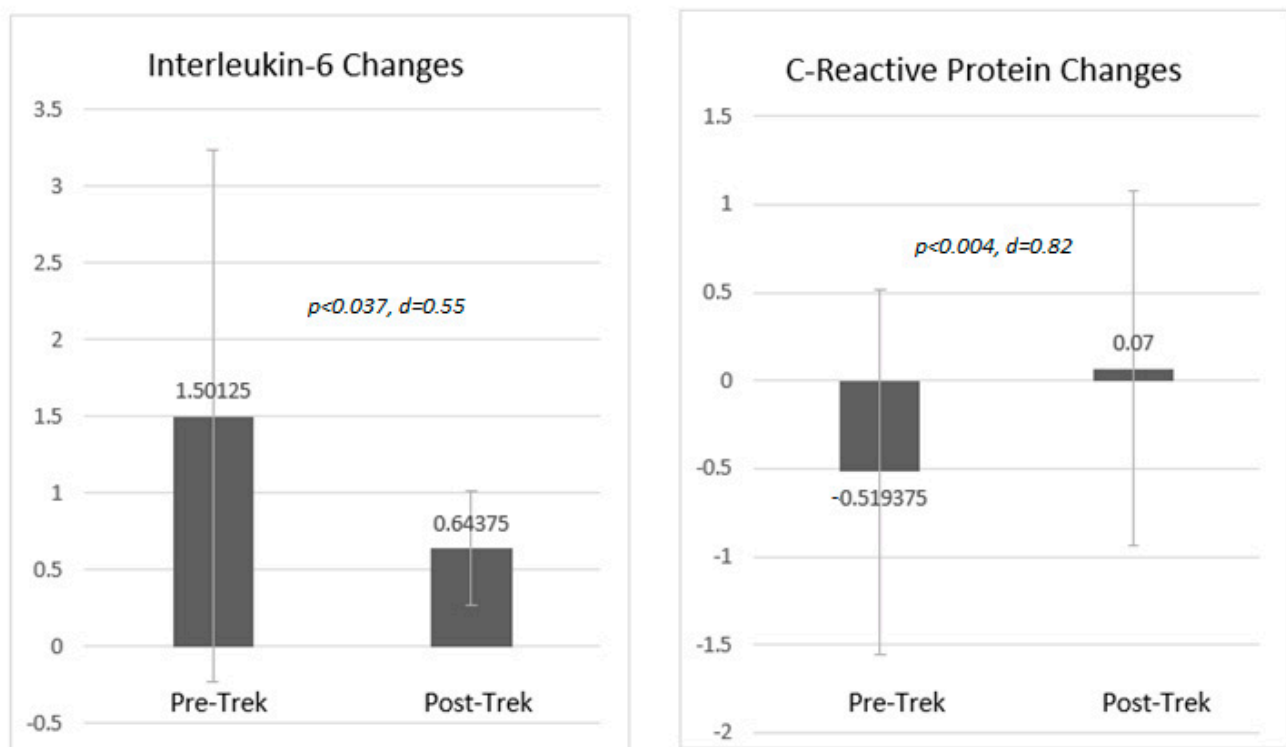 Interleukin-6 Changes
3.5
3
2.5
2
1.5
1
0.5
0
-0.5
p<0.037, d=0.55
1.50125
0.64375
Pre-Trek
Post-Trek
C-Reactive Protein Changes
1.5
1
0.5
0
-0.5
-1
-1.5
-2
p<0.004, d=0.82
0.07
-0.519375
Pre-Trek
Post-Trek